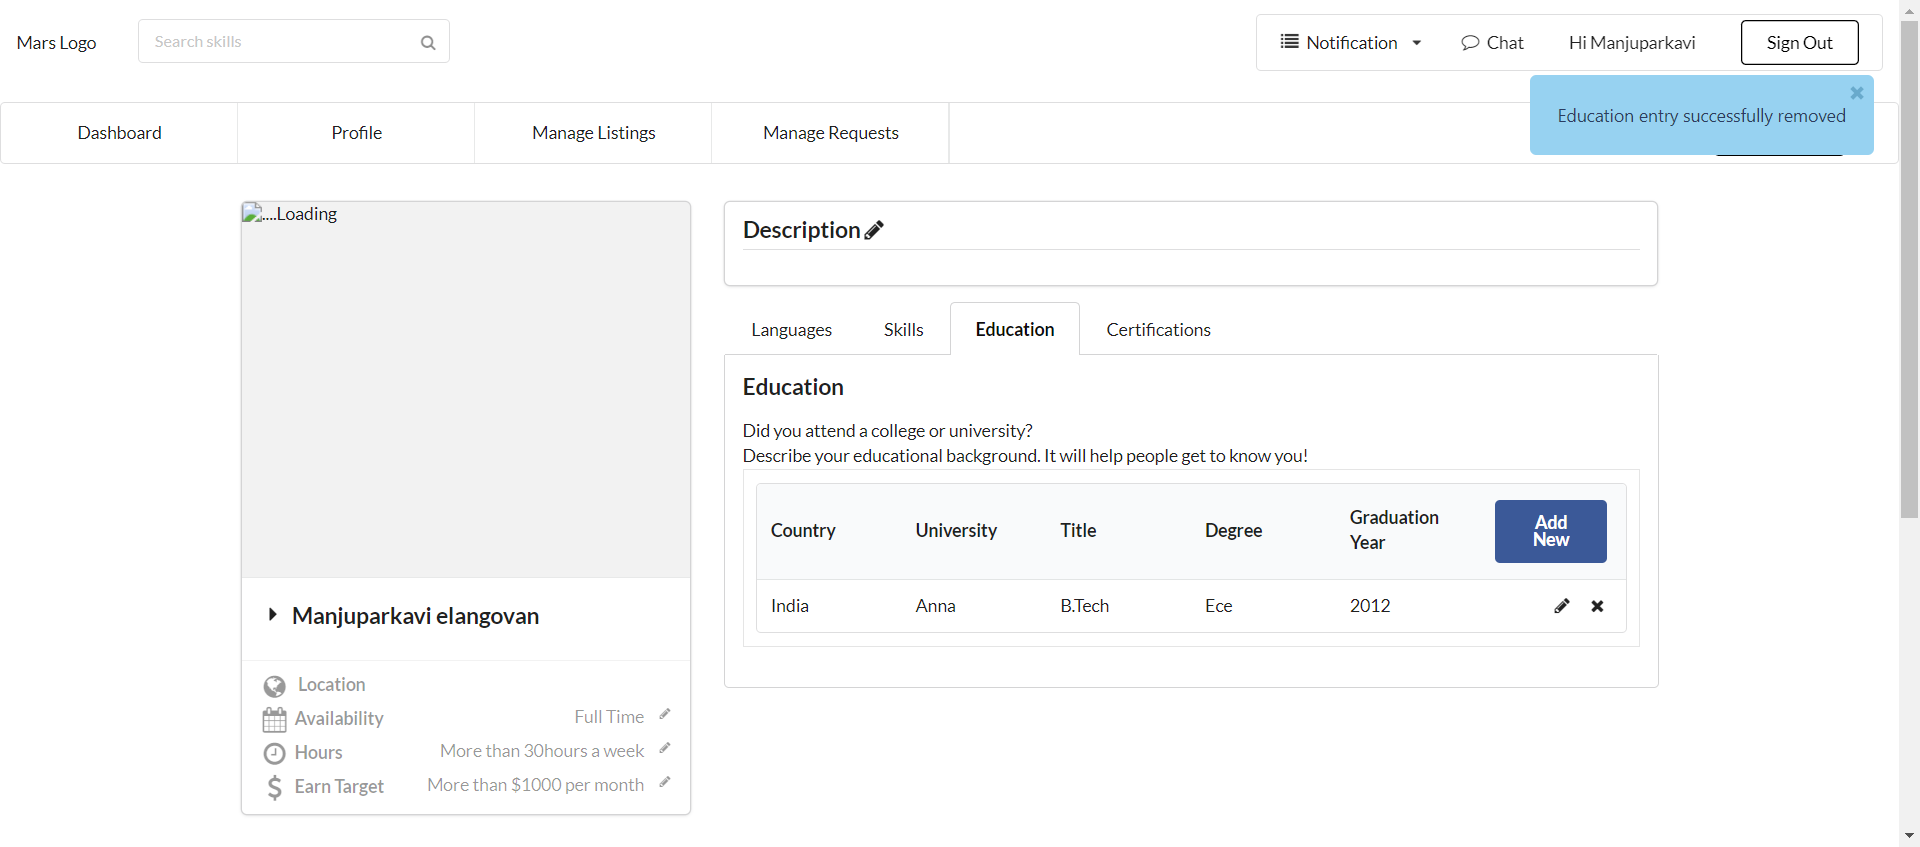 Mars Logo
Search skills
Notification
Chat
Hi Manjuparkavi
Sign Out
Education entry successfully removed
Dashboard
Profile
Manage Listings
Manage Requests
....Loading
Manjuparkavi elangovan
Location
Availability
Full Time
Hours
More than 30hours a week
Earn Target
More than $1000 per month
Description
Languages
Skills
Education
Certifications
Education
Did you attend a college or university?
Describe your educational background. It will help people get to know you!
Country
University
Title
Degree
Graduation
Year
Add
New
India
Anna
B.Tech
Ece
2012